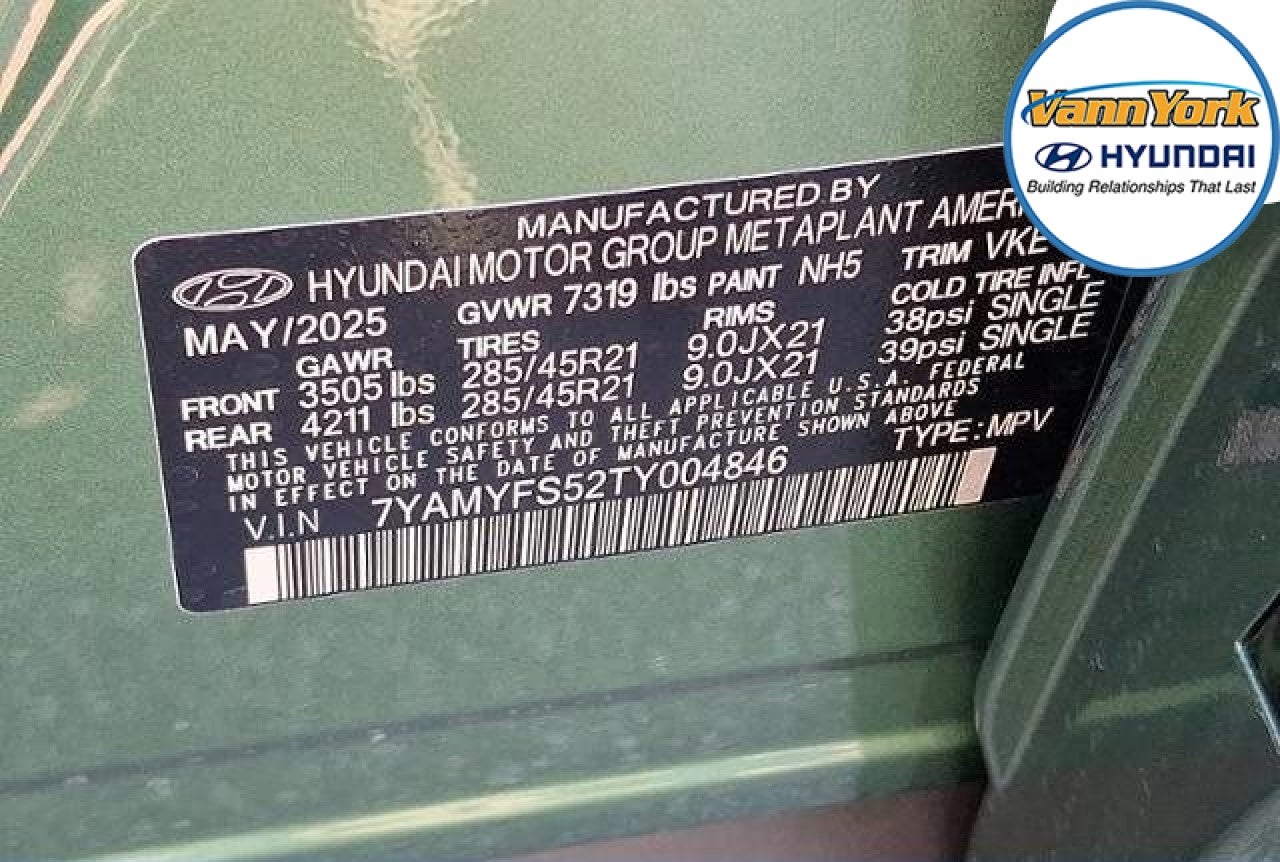 VannYork
HYUNDAI
Building Relationships That Last
MANUFACTURED BY
HYUNDAI MOTOR GROUP METAPLANT
MAY/2025 GVWR 7319 lbs PAINT NH5 TRIM
GAWR TIRES RIMS COLD TIRE
FRONT 3505 lbs 285/45R21 9.0JX21 38psi SINGLE
REAR 4211 lbs 285/45R21 9.0JX21 39psi SINGLE
THIS VEHICLE CONFORMS TO ALL APPLICABLE U.S.A. FEDERAL
MOTOR VEHICLE SAFETY AND THEFT PREVENTION STANDARDS
IN EFFECT ON THE DATE OF MANUFACTURE SHOWN ABOVE
V.I.N 7YAMYFS52TY004846 TYPE:MPV